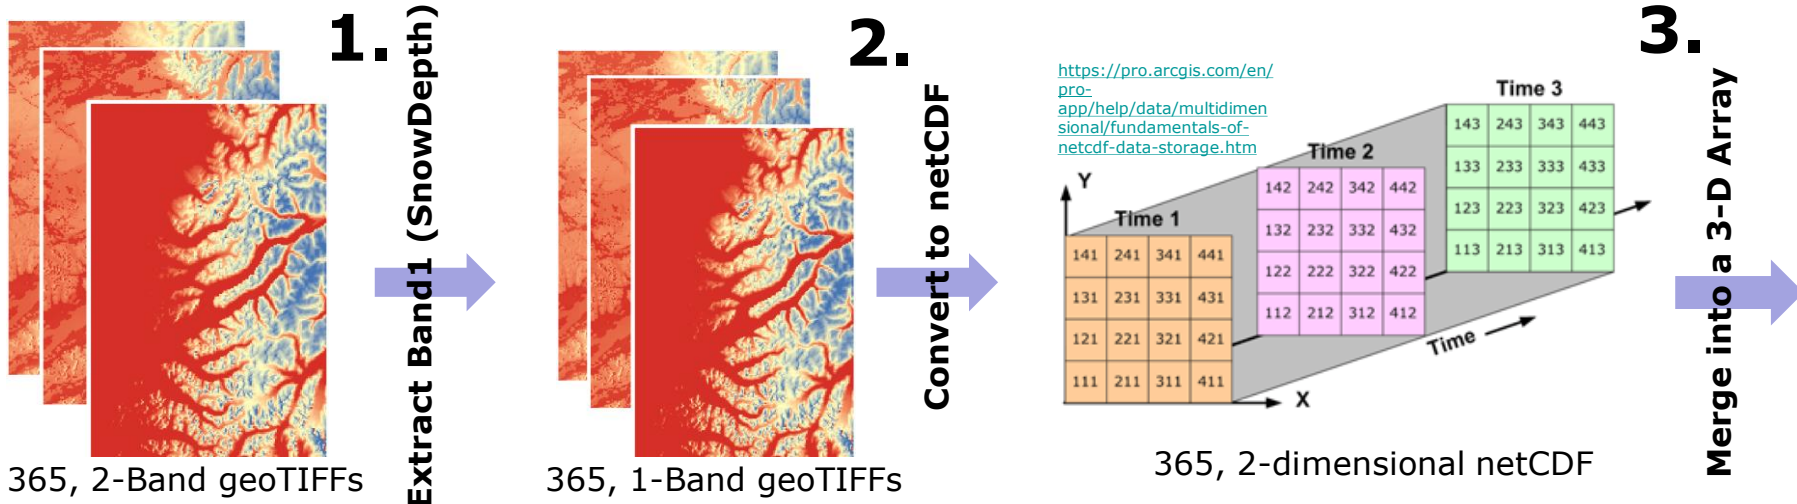 1.
Extract Band1 (SnowDepth)
365, 2-Band geoTIFFs
2.
Convert to netCDF
365, 1-Band geoTIFFs
https://pro.arcgis.com/en/
pro-
app/help/data/multidimen
sional/fundamentals-of-
netcdf-data-storage.htm
Y
Time 1
141 241 341 441
131 231 331 431
121 221 321 421
111 211 311 411
X
Time 2
142 242 342 442
132 232 332 432
122 222 322 422
112 212 312 412
Time 3
143 243 343 443
133 233 333 433
123 223 323 423
113 213 313 413
Time
365, 2-dimensional netCDF
3.
Merge into a 3-D Array